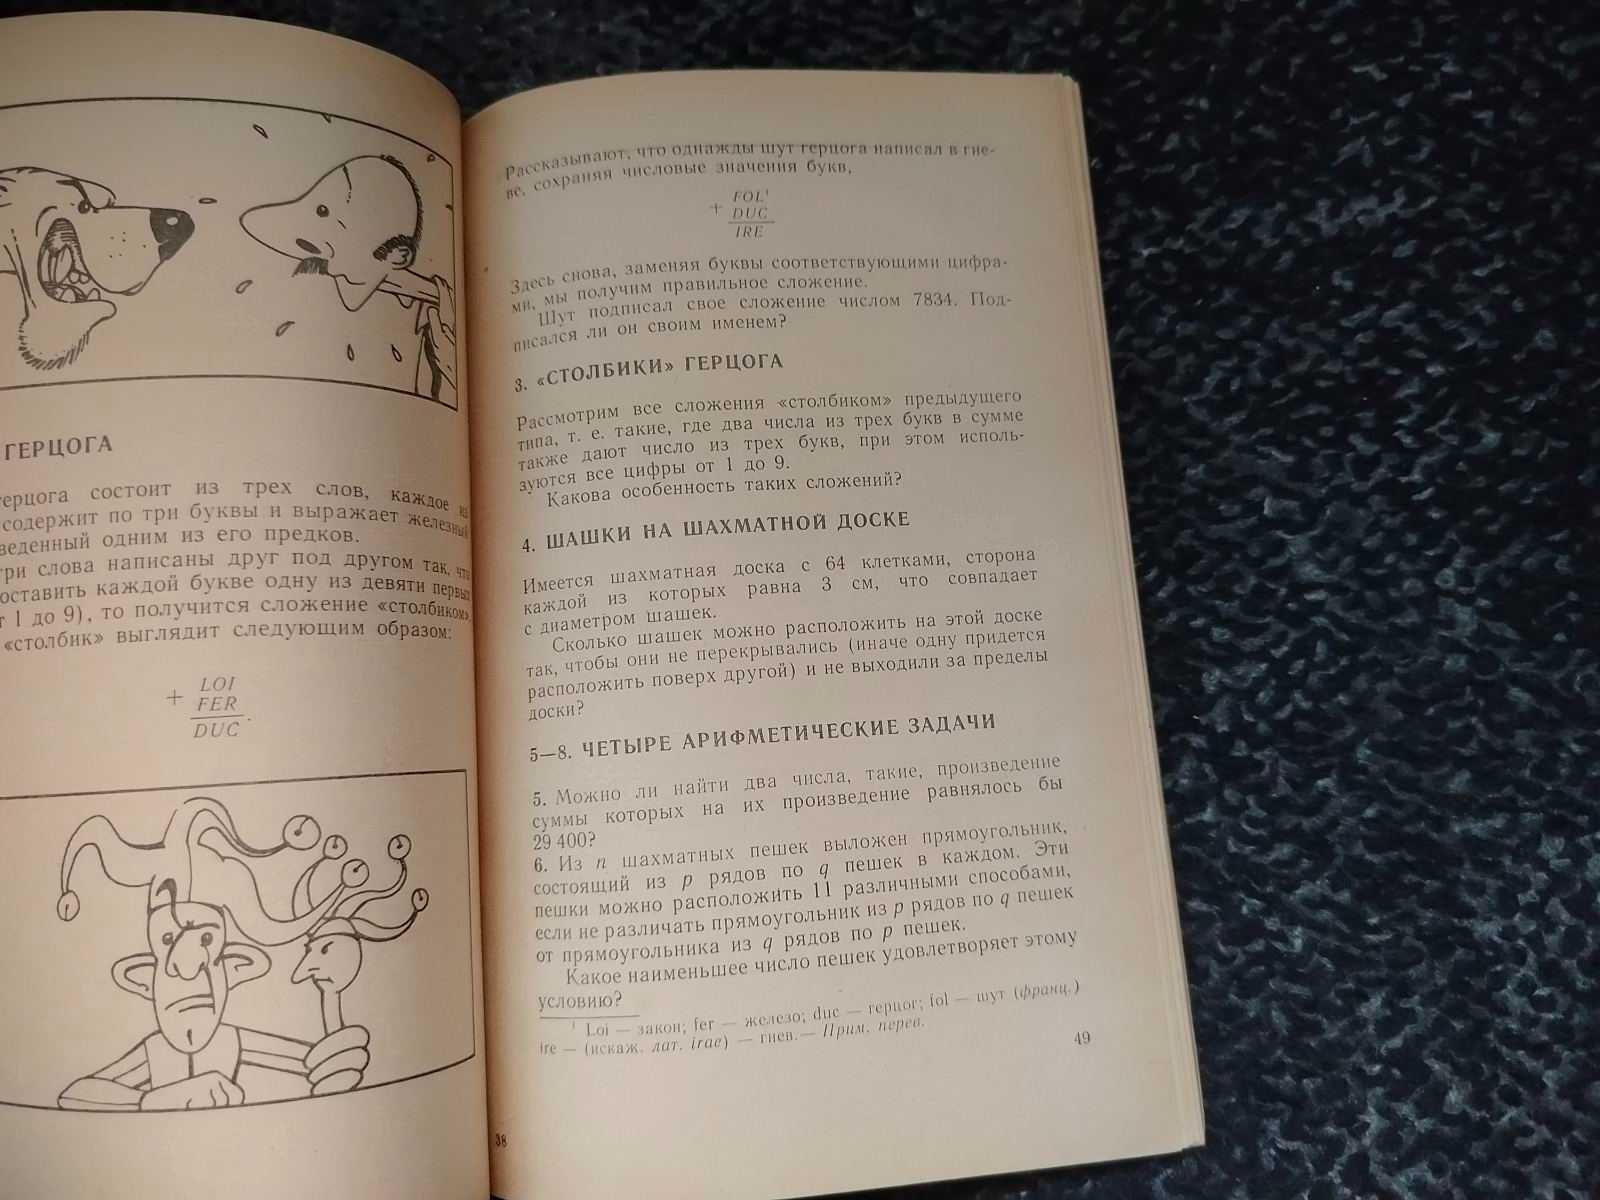 ГЕРЦОГА
герцога состоит из трех слов, каждое из
содержит по три буквы и выражает железный
веденный одним из его предков.
три слова написаны друг под другом так, что
оставить каждой букве одну из девяти первых
т 1 до 9), то получится сложение «столбиком»,
«столбик» выглядит следующим образом:
+ LOI
FER
DUC.
38
Рассказывают, что однажды шут герцога написал в гне-
ве, сохраняя числовые значения букв,
+ FOL¹
DUC
IRE
Здесь снова, заменяя буквы соответствующими цифра-
ми, мы получим правильное сложение.
Шут подписал свое сложение числом 7834. Под-
писался ли он своим именем?
3. «СТОЛБИКИ» ГЕРЦОГА
Рассмотрим все сложения «столбиком» предыдущего
типа, т. е. такие, где два числа из трех букв в сумме
также дают число из трех букв, при этом исполь-
зуются все цифры от 1 до 9.
Какова особенность таких сложений?
4. ШАШКИ НА ШАХМАТНОЙ ДОСКЕ
Имеется шахматная доска с 64 клетками, сторона
каждой из которых равна 3 см, что совпадает
с диаметром шашек.
Сколько шашек можно расположить на этой доске
так, чтобы они не перекрывались (иначе одну придется
расположить поверх другой) и не выходили за пределы
доски?
5—8. ЧЕТЫРЕ АРИФМЕТИЧЕСКИЕ ЗАДАЧИ
5. Можно ли найти два числа, такие, произведение
суммы которых на их произведение равнялось бы
29 400?
6. Из n шахматных пешек выложен прямоугольник,
состоящий из p рядов по q пешек в каждом. Эти
пешки можно расположить 11 различными способами,
если не различать прямоугольник из p рядов по q пешек
от прямоугольника из q рядов по p пешек.
Какое наименьшее число пешек удовлетворяет этому
условию?
¹ Loi — закон; fer — железо; duc — герцог; fol — шут (франц.)
ire — (искаж. лат. irae) — гнев.— Прим. перев.
49